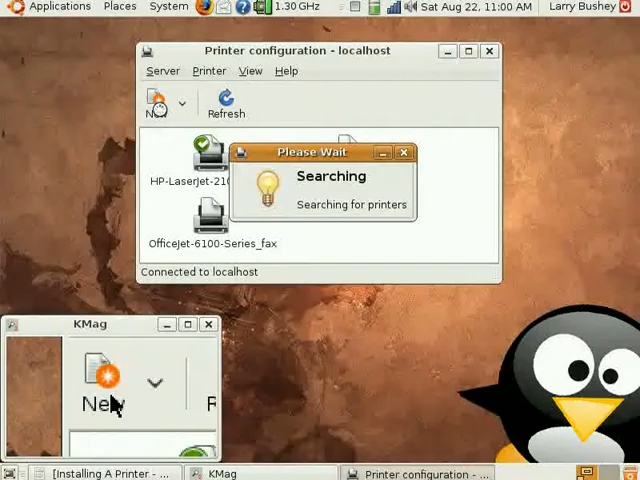 Applications Places System 1.30 GHz Sat Aug 22, 11:00 AM Larry Bushey
Printer configuration - localhost
Server Printer View Help
New Refresh
Please Wait
Searching
Searching for printers
HP-LaserJet-210
OfficeJet-6100-Series_fax
Connected to localhost
KMag
New
[Installing A Printer - ... KMag Printer configuration - ...